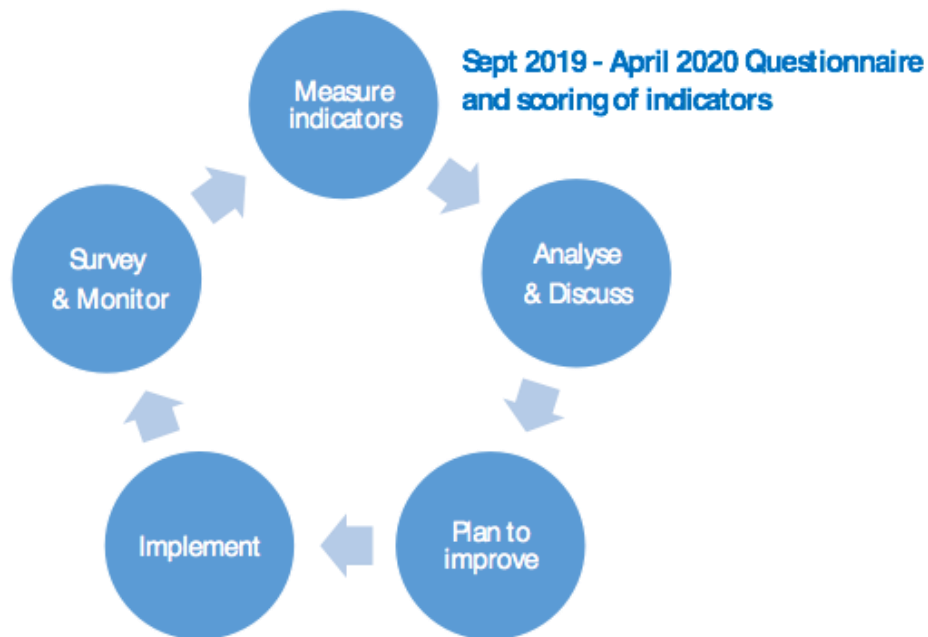 Measure
indicators
Sept 2019 - April 2020 Questionnaire
and scoring of indicators
Analyse
& Discuss
Plan to
improve
Implement
Survey
& Monitor